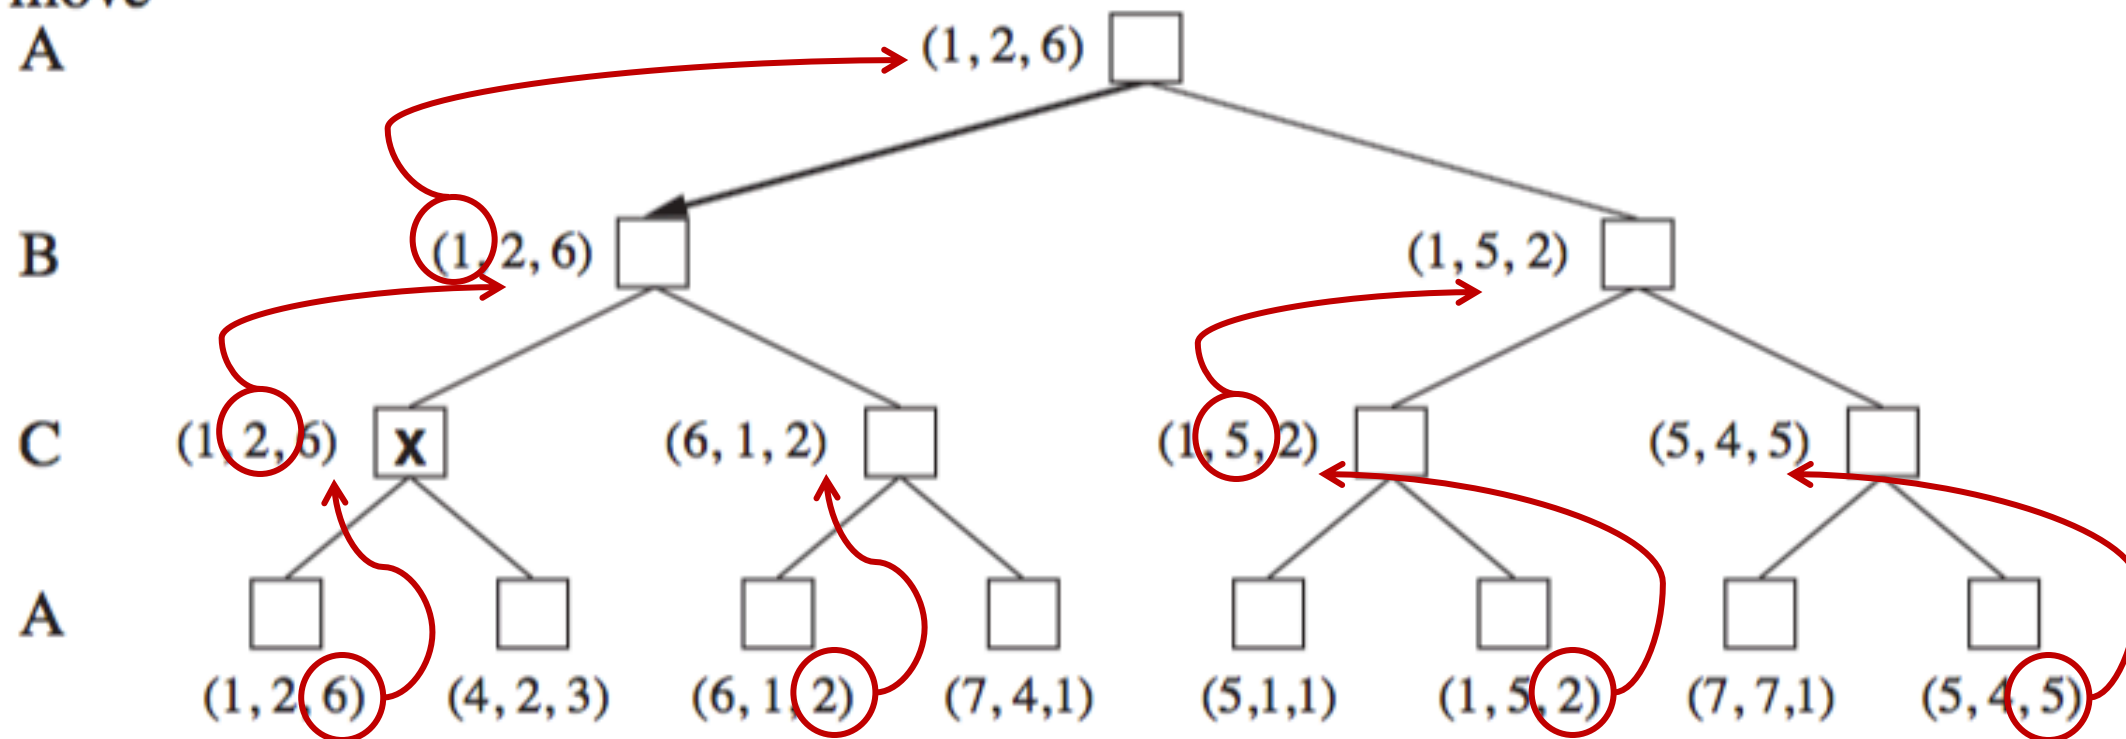 move
A (1, 2, 6)
B (1, 2, 6) (1, 5, 2)
C (1, 2, 6) X (6, 1, 2) (1, 5, 2) (5, 4, 5)
A
(1, 2, 6) (4, 2, 3) (6, 1, 2) (7, 4,1) (5,1,1) (1, 5, 2) (7, 7,1) (5, 4, 5)